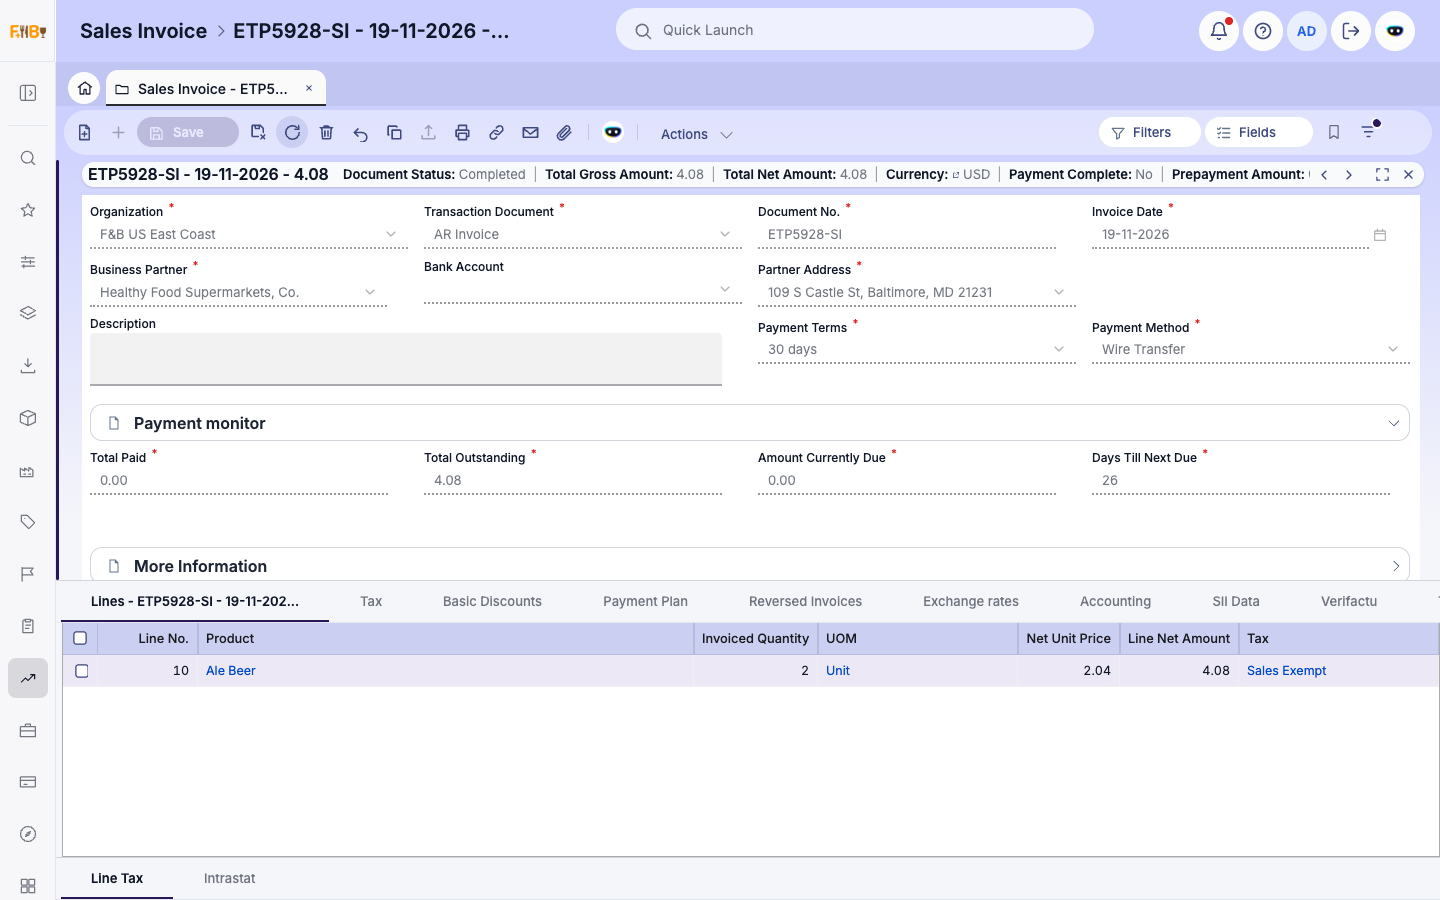 F&B
Sales Invoice > ETP5928-SI - 19-11-2026 -...
Quick Launch
AD
Sales Invoice - ETP5...
Save
Actions
Filters
Fields
ETP5928-SI - 19-11-2026 - 4.08 Document Status: Completed | Total Gross Amount: 4.08 | Total Net Amount: 4.08 | Currency: USD | Payment Complete: No | Prepayment Amount:
Organization * Transaction Document * Document No. * Invoice Date *
F&B US East Coast AR Invoice ETP5928-SI 19-11-2026
Business Partner * Bank Account Partner Address *
Healthy Food Supermarkets, Co. 109 S Castle St, Baltimore, MD 21231
Description Payment Terms * Payment Method *
30 days Wire Transfer
Payment monitor
Total Paid * Total Outstanding * Amount Currently Due * Days Till Next Due *
0.00 4.08 0.00 26
More Information
Lines - ETP5928-SI - 19-11-202... Tax Basic Discounts Payment Plan Reversed Invoices Exchange rates Accounting SII Data Verifactu
Line No. Product Invoiced Quantity UOM Net Unit Price Line Net Amount Tax
10 Ale Beer 2 Unit 2.04 4.08 Sales Exempt
Line Tax Intrastat